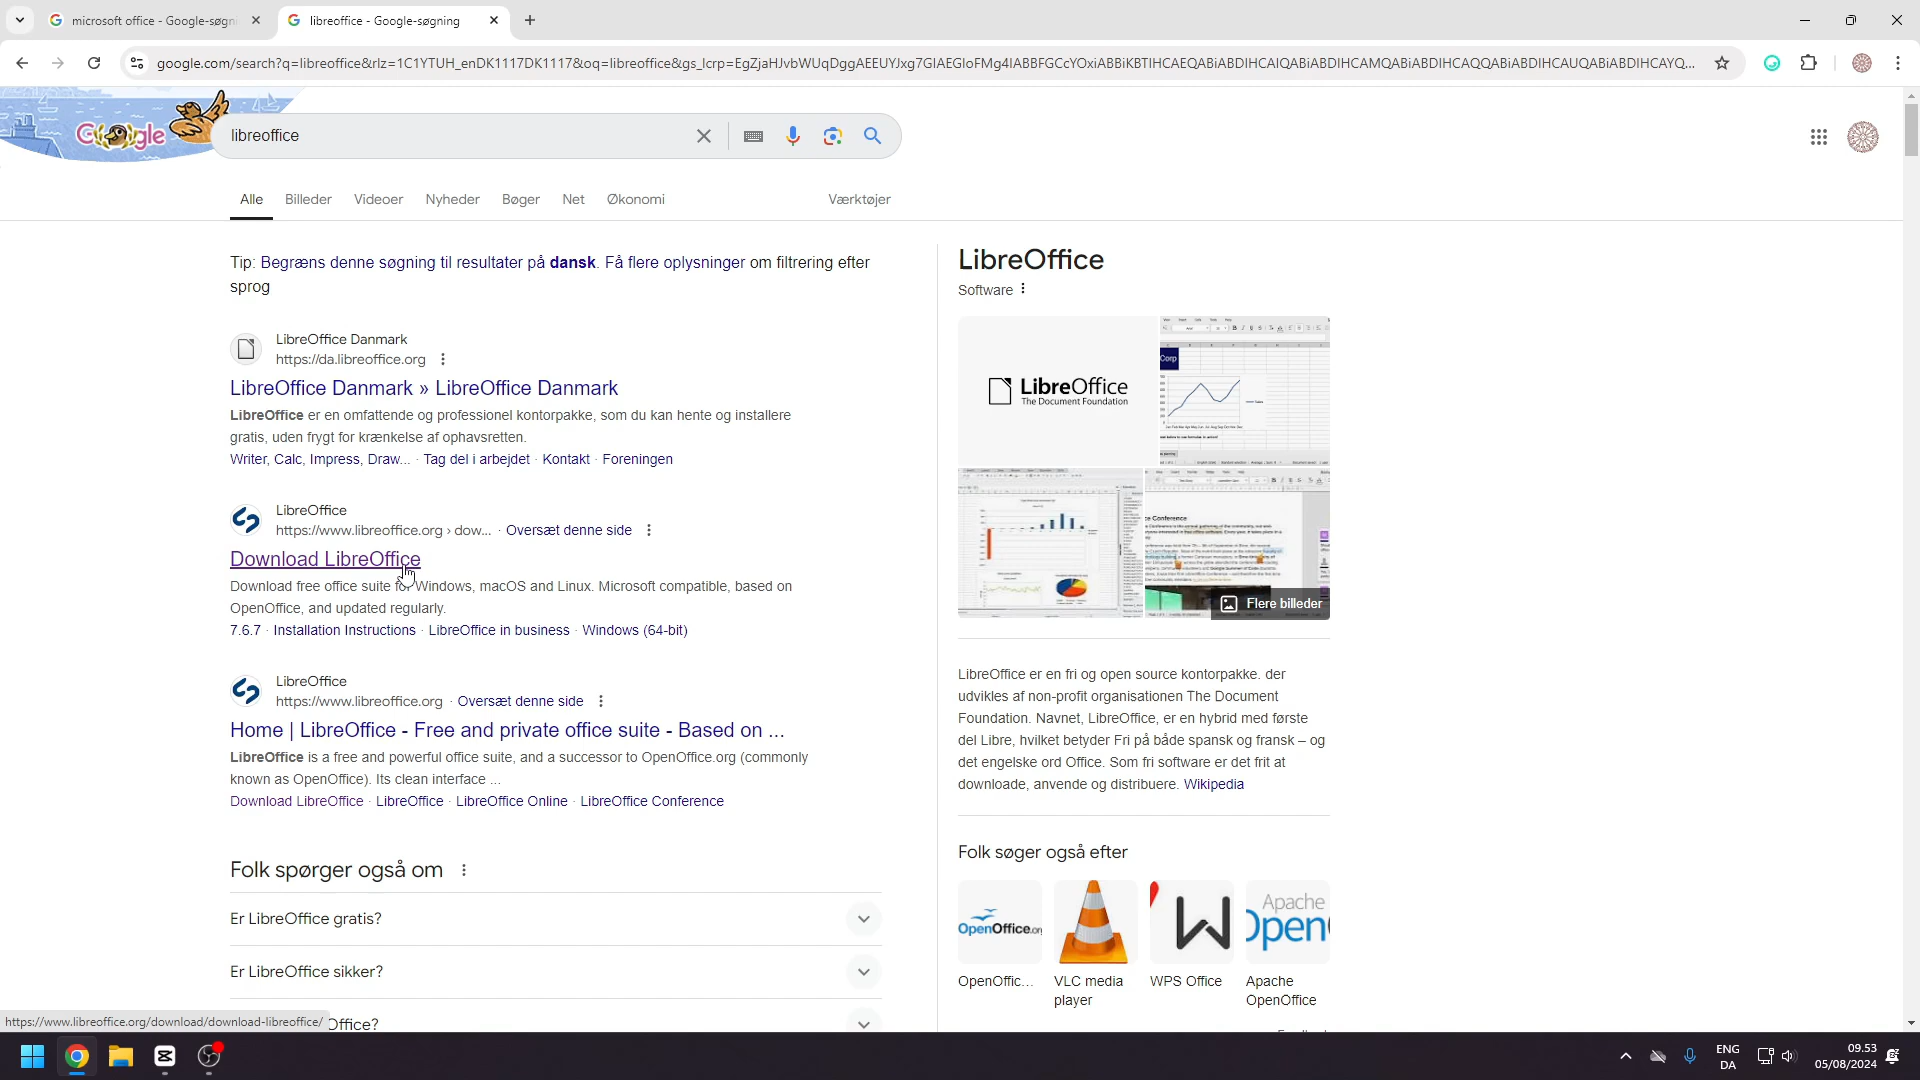 microsoft office - Google-søgn
libreoffice - Google-søgning
google.com/search?q=libreoffice&rlz=1C1YTUH_enDK1117DK1117&oq=libreoffice&gs_lcrp=EgZjaHJvbWUqDggAEEUYJxg7GIAEGIoFMg4IABBFGCcYOxiABBiKBTIHCAEQABiABDIHCAIQABiABDIHCAMQABiABDIHCAQQABiABDIHCAUQABiABDIHCAYQ...
Google
libreoffice
Alle
Billeder
Videoer
Nyheder
Bøger
Net
Økonomi
Værktøjer
Tip: Begræns denne søgning til resultater på dansk. Få flere oplysninger om filtrering efter
sprog
LibreOffice Danmark
https://da.libreoffice.org
LibreOffice Danmark » LibreOffice Danmark
LibreOffice er en omfattende og professionel kontorpakke, som du kan hente og installere
gratis, uden frygt for krænkelse af ophavsretten.
Writer, Calc, Impress, Draw... · Tag del i arbejdet · Kontakt · Foreningen
LibreOffice
https://www.libreoffice.org › dow... · Oversæt denne side
Download LibreOffice
Download free office suite for Windows, macOS and Linux. Microsoft compatible, based on
OpenOffice, and updated regularly.
7.6.7 · Installation Instructions · LibreOffice in business · Windows (64-bit)
LibreOffice
https://www.libreoffice.org · Oversæt denne side
Home | LibreOffice - Free and private office suite - Based on ...
LibreOffice is a free and powerful office suite, and a successor to OpenOffice.org (commonly
known as OpenOffice). Its clean interface ...
Download LibreOffice · LibreOffice · LibreOffice Online · LibreOffice Conference
Folk spørger også om
Er LibreOffice gratis?
Er LibreOffice sikker?
Office?
https://www.libreoffice.org/download/download-libreoffice/
LibreOffice
Software
LibreOffice
The Document Foundation
Corp
ce Conference
Flere billeder
LibreOffice er en fri og open source kontorpakke. der
udvikles af non-profit organisationen The Document
Foundation. Navnet, LibreOffice, er en hybrid med første
del Libre, hvilket betyder Fri på både spansk og fransk – og
det engelske ord Office. Som fri software er det frit at
downloade, anvende og distribuere. Wikipedia
Folk søger også efter
OpenOffice.or
Apache
OpenO
OpenOffic...
VLC media
player
WPS Office
Apache
OpenOffice
ENG
DA
09.53
05/08/2024